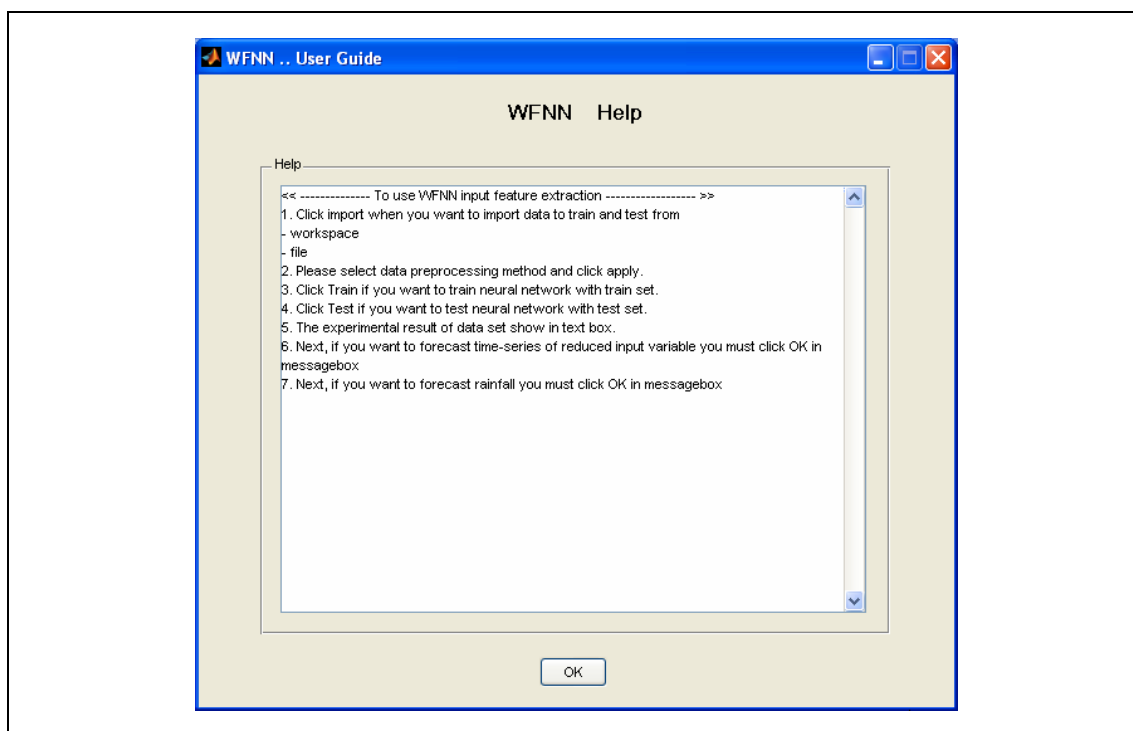 WFNN .. User Guide
WFNN Help
Help
<< -------------- To use WFNN input feature extraction ------------------ >>
1. Click import when you want to import data to train and test from
- workspace
- file
2. Please select data preprocessing method and click apply.
3. Click Train if you want to train neural network with train set.
4. Click Test if you want to test neural network with test set.
5. The experimental result of data set show in text box.
6. Next, if you want to forecast time-series of reduced input variable you must click OK in
messagebox
7. Next, if you want to forecast rainfall you must click OK in messagebox
OK